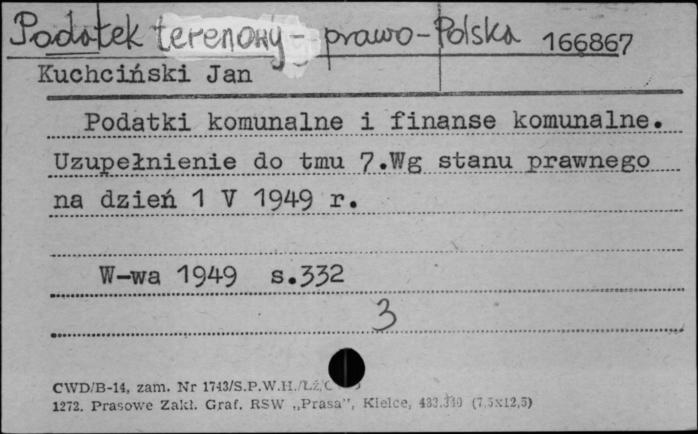 Podatek terenowy - prawo - Polska 166867
Kuchciński Jan
Podatki komunalne i finanse komunalne.
Uzupełnienie do tmu 7.Wg stanu prawnego
na dzień 1 V 1949 r.
W-wa 1949 s.332
3
CWD/B-14, zam. Nr 1743/S.P.W.H./Łż/C
1272. Prasowe Zakł. Graf. RSW „Prasa", Kielce, 433.330 (7,5x12,5)